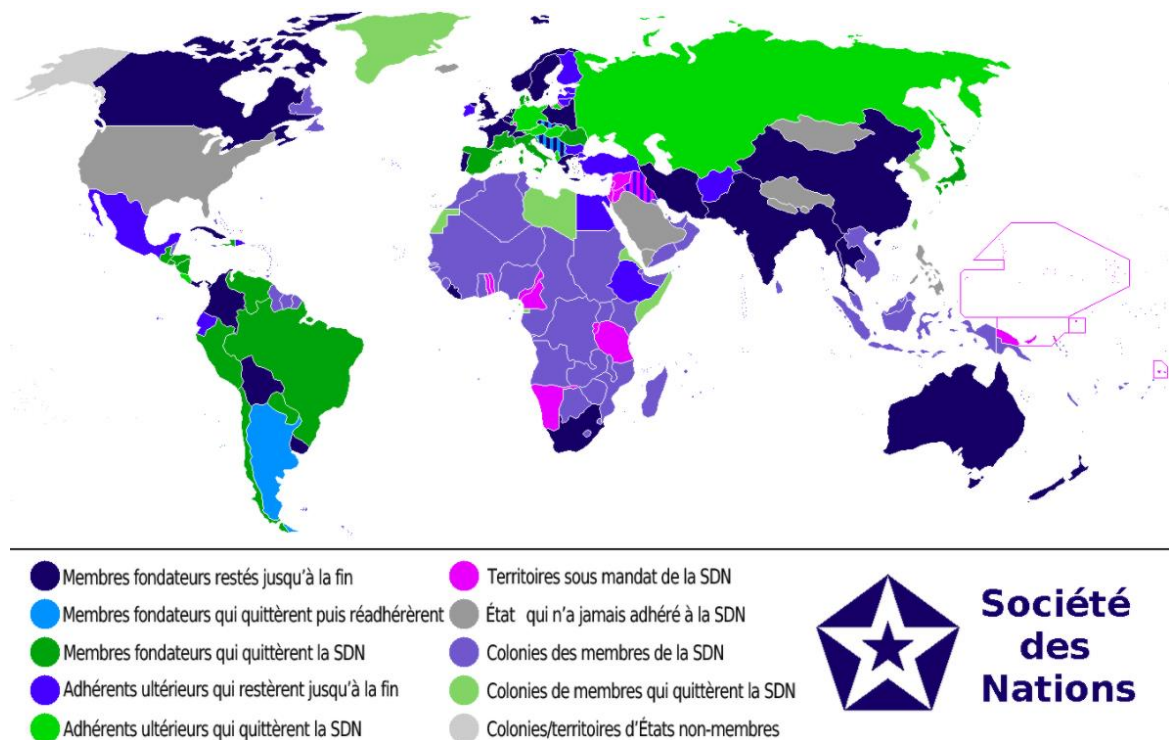 Membres fondateurs restés jusqu’à la fin
Membres fondateurs qui quittèrent puis réadhérèrent
Membres fondateurs qui quittèrent la SDN
Adhérents ultérieurs qui restèrent jusqu’à la fin
Adhérents ultérieurs qui quittèrent la SDN
Territoires sous mandat de la SDN
État qui n’a jamais adhéré à la SDN
Colonies des membres de la SDN
Colonies de membres qui quittèrent la SDN
Colonies/territoires d’États non-membres
Société
des
Nations